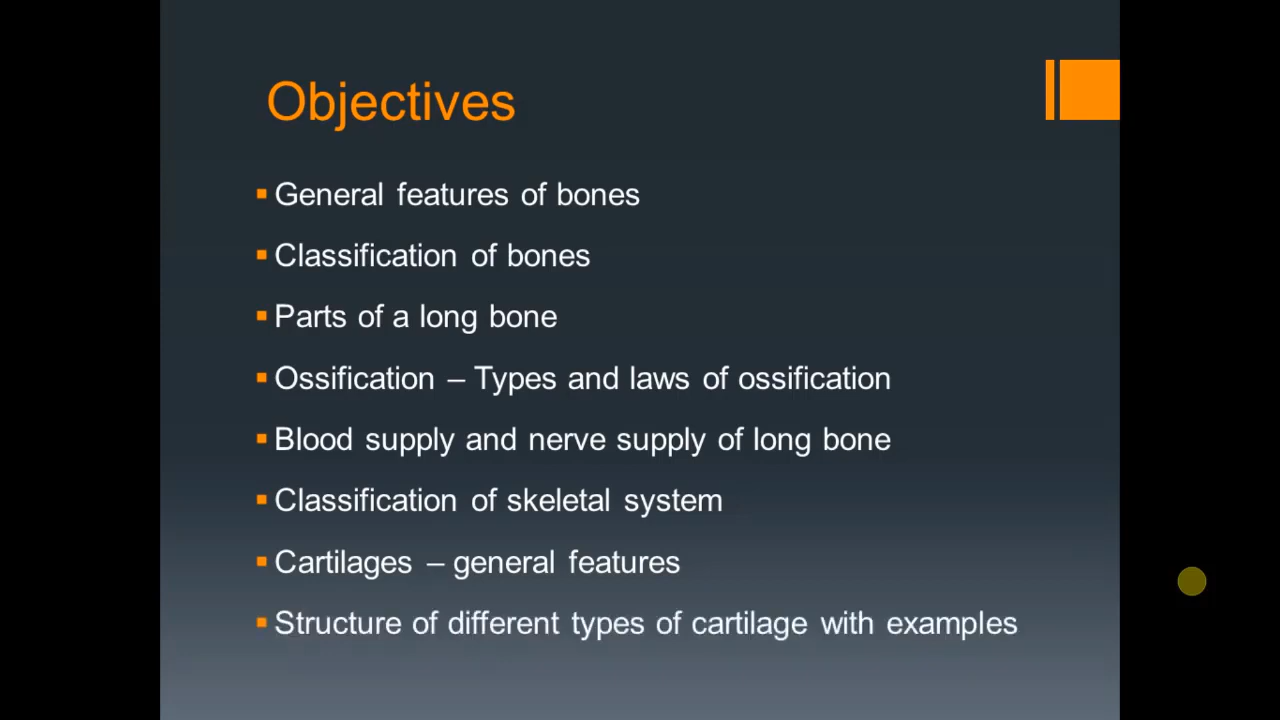 Objectives
General features of bones
Classification of bones
Parts of a long bone
Ossification – Types and laws of ossification
Blood supply and nerve supply of long bone
Classification of skeletal system
Cartilages – general features
Structure of different types of cartilage with examples